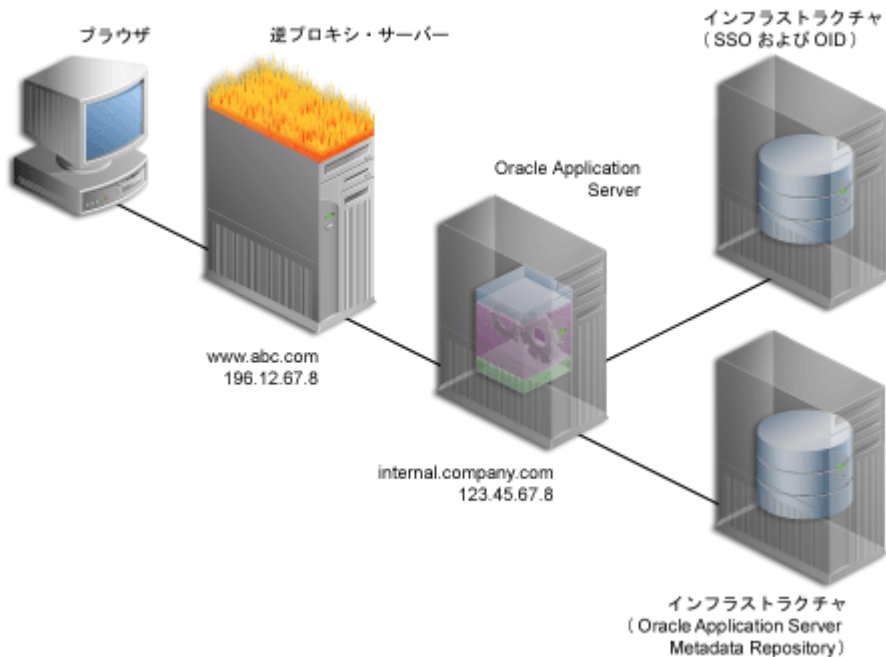 ブラウザ
逆プロキシ・サーバー
インフラストラクチャ
( SSO および OID )
Oracle Application
Server
www.abc.com
196.12.67.8
internal.company.com
123.45.67.8
インフラストラクチャ
( Oracle Application Server
Metadata Repository )